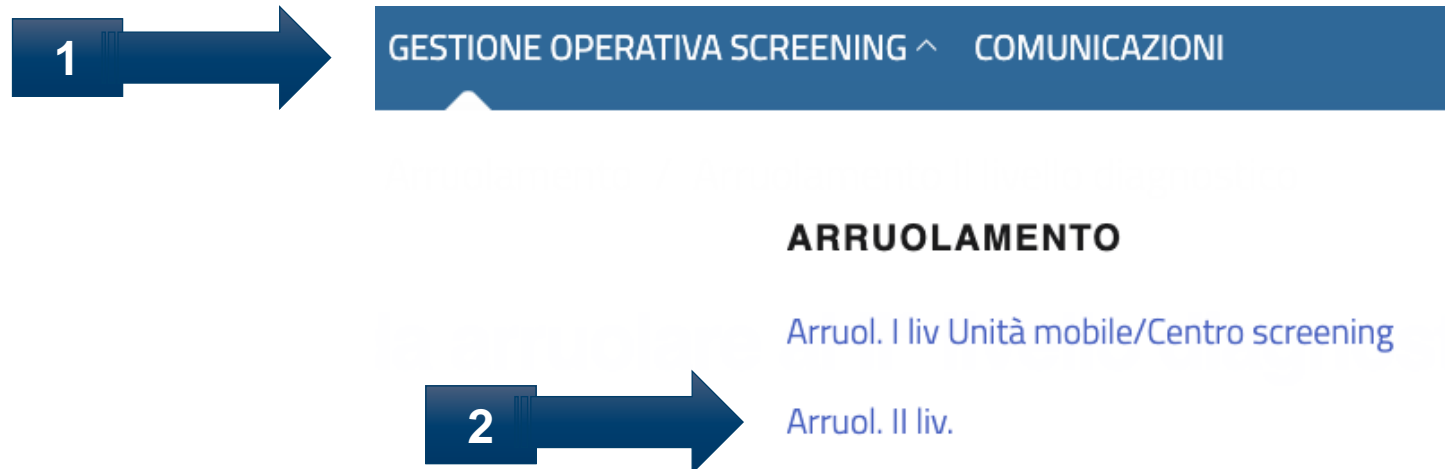 1
GESTIONE OPERATIVA SCREENING COMUNICAZIONI
ARRUOLAMENTO
Arruol. I liv Unità mobile/Centro screening
2 Arruol. II liv.